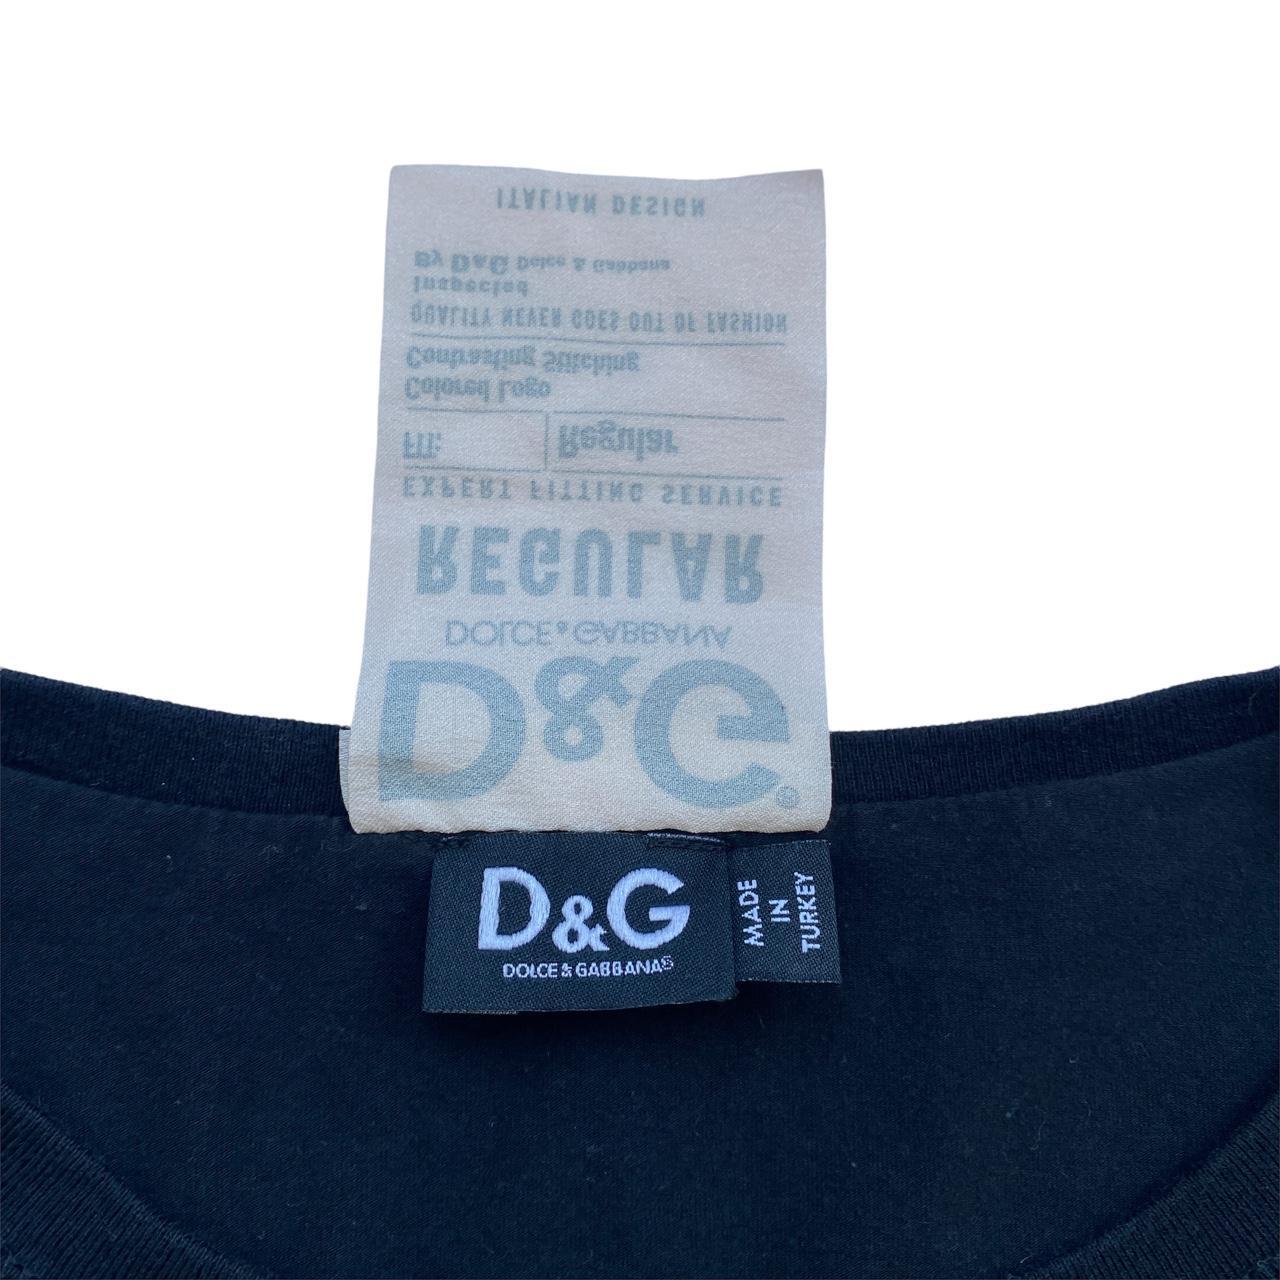 D&G®
DOLCE & GABBANA
REGULAR
EXPERT FITTING SERVICE
FIT: Regular
Colored Logo
Contrasting Stitching
QUALITY NEVER GOES OUT OF FASHION
Inspected
By D&G Dolce & Gabbana
ITALIAN DESIGN
D&G
DOLCE & GABBANA®
MADE
IN
TURKEY